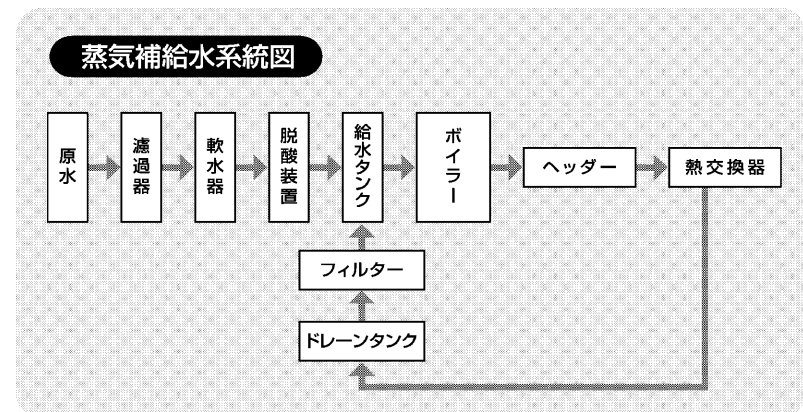 蒸気補給水系統図
原水
濾過器
軟水器
脱酸装置
給水タンク
ボイラー
ヘッダー
熱交換器
フィルター
ドレーンタンク